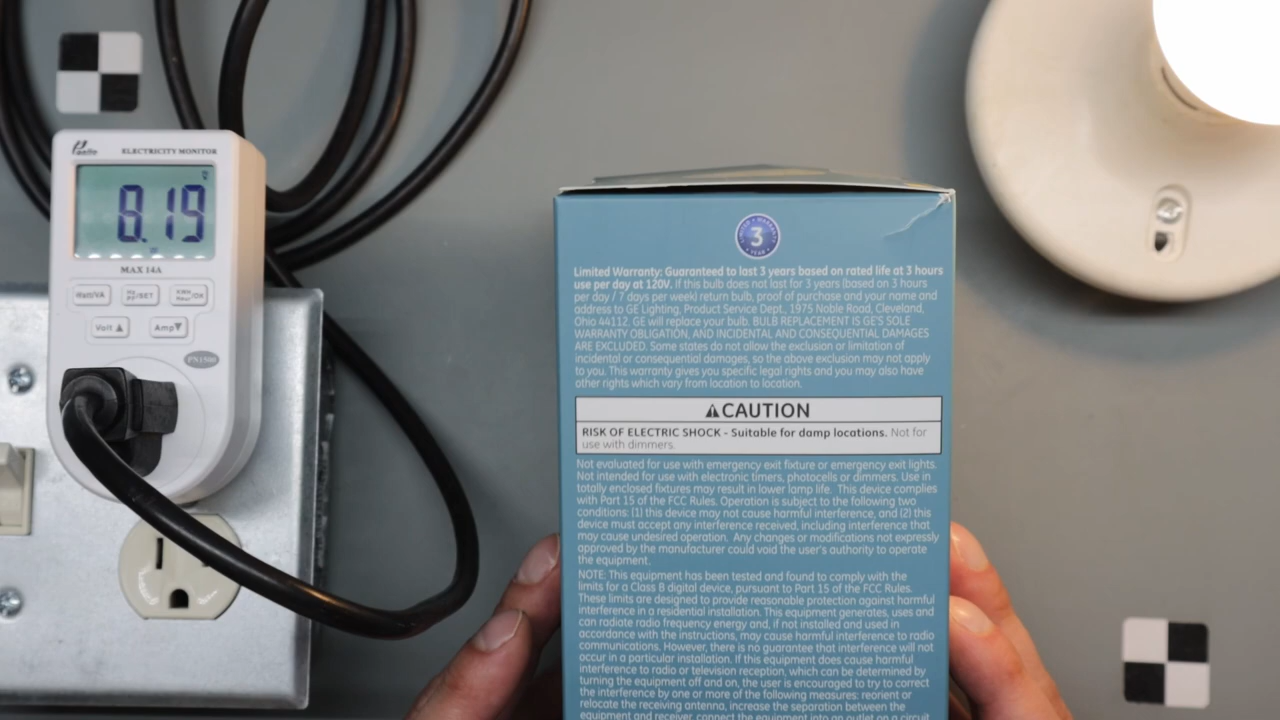 ELECTRICITY MONITOR
8.19
MAX 14A
Watt/VA
/SET
/OK
Volt ▲
Amp▼
3
Limited Warranty: Guaranteed to last 3 years based on rated life at 3 hours
use per day at 120V. If this bulb does not last for 3 years (based on 3 hours
per day / 7 days per week) return bulb, proof of purchase and your name and
address to GE Lighting, Product Service Dept., 1975 Noble Road, Cleveland,
Ohio 44112. GE will replace your bulb. BULB REPLACEMENT IS GE'S SOLE
WARRANTY OBLIGATION, AND INCIDENTAL AND CONSEQUENTIAL DAMAGES
ARE EXCLUDED. Some states do not allow the exclusion or limitation of
incidental or consequential damages, so the above exclusion may not apply
to you. This warranty gives you specific legal rights and you may also have
other rights which vary from location to location.
⚠CAUTION
RISK OF ELECTRIC SHOCK - Suitable for damp locations. Not for
use with dimmers.
Not evaluated for use with emergency exit fixture or emergency exit lights.
Not intended for use with electronic timers, photocells or dimmers. Use in
totally enclosed fixtures may result in lower lamp life. This device complies
with Part 15 of the FCC Rules. Operation is subject to the following two
conditions: (1) this device may not cause harmful interference, and (2) this
device must accept any interference received, including interference that
may cause undesired operation. Any changes or modifications not expressly
approved by the manufacturer could void the user's authority to operate
the equipment.
NOTE: This equipment has been tested and found to comply with the
limits for a Class B digital device, pursuant to Part 15 of the FCC Rules.
These limits are designed to provide reasonable protection against harmful
interference in a residential installation. This equipment generates, uses and
can radiate radio frequency energy and, if not installed and used in
accordance with the instructions, may cause harmful interference to radio
communications. However, there is no guarantee that interference will not
occur in a particular installation. If this equipment does cause harmful
interference to radio or television reception, which can be determined by
turning the equipment off and on, the user is encouraged to try to correct
the interference by one or more of the following measures: reorient or
relocate the receiving antenna, increase the separation between the
equipment and receiver, connect the equipment into an outlet on a circuit